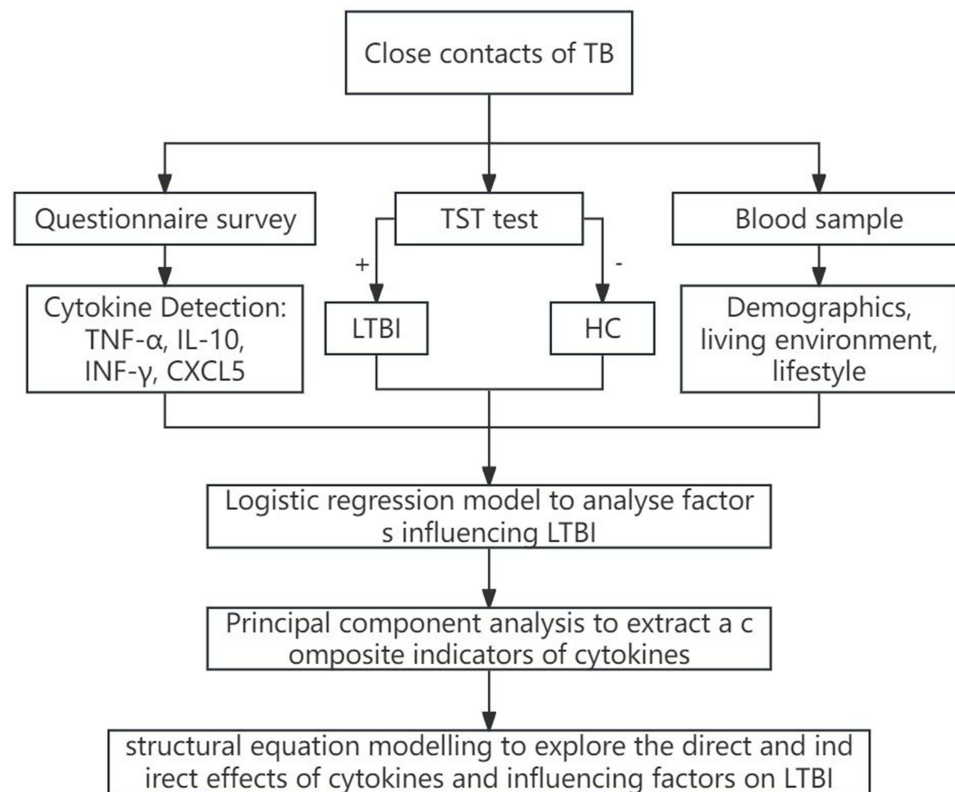 Close contacts of TB
Questionnaire survey
TST test
Blood sample
+
-
Cytokine Detection:
TNF-α, IL-10,
INF-γ, CXCL5
LTBI
HC
Demographics,
living environment,
lifestyle
Logistic regression model to analyse factor
s influencing LTBI
Principal component analysis to extract a c
omposite indicators of cytokines
structural equation modelling to explore the direct and ind
irect effects of cytokines and influencing factors on LTBI